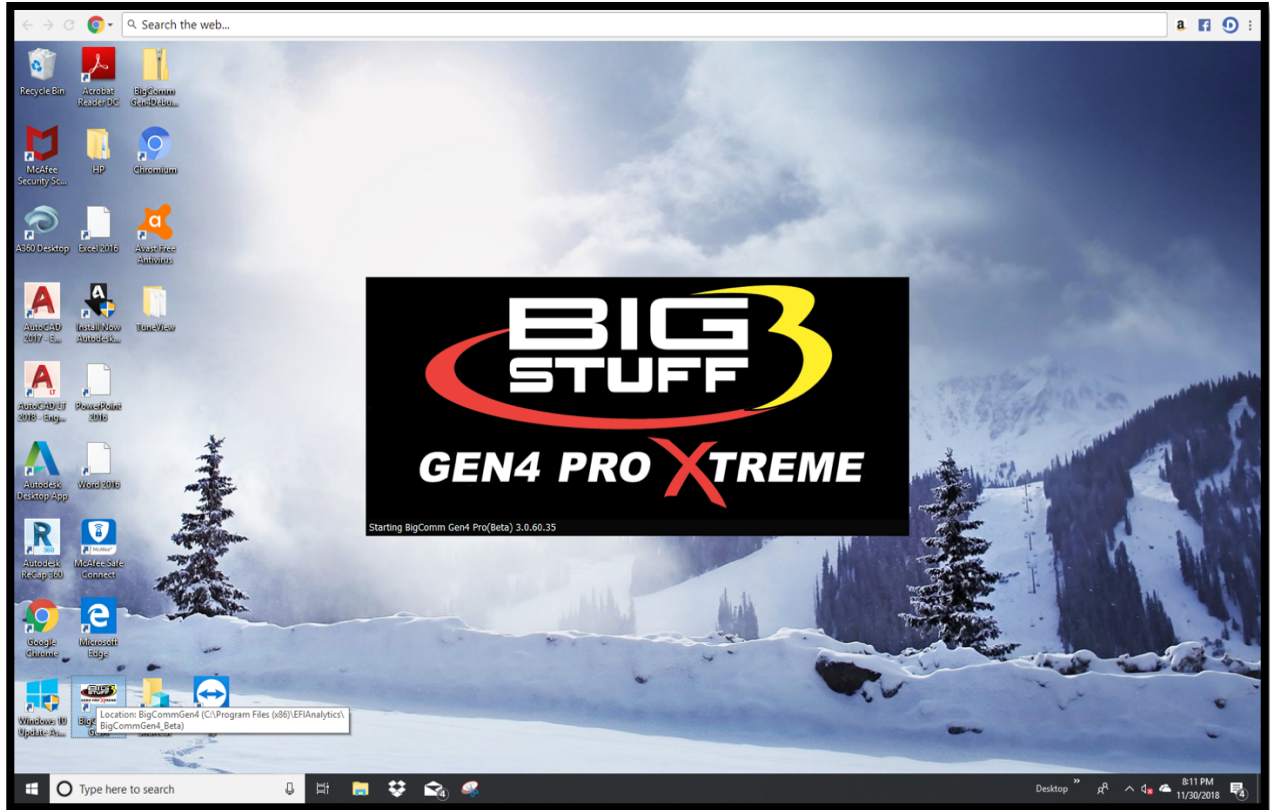 Search the web...
Recycle Bin
Acrobat
Reader DC
BigComm
Gen4Debu...
McAfee
Security Sc...
HP
Chromium
A360 Desktop
Excel 2016
Avast Free
Antivirus
AutoCAD
2017 - E...
Install Now
Autodesk...
TuneView
AutoCAD LT
2018 - Eng...
PowerPoint
2016
Autodesk
Desktop App
Word 2016
Autodesk
ReCap 360
McAfee Safe
Connect
Google
Chrome
Microsoft
Edge
Windows 10
Update As...
Location: BigCommGen4 (C:\Program Files (x86)\EFIAnalytics\
BigCommGen4_Beta)
BIG 3
STUFF
GEN4 PRO XTREME
Starting BigComm Gen4 Pro(Beta) 3.0.60.35
Type here to search
Desktop
8:11 PM
11/30/2018